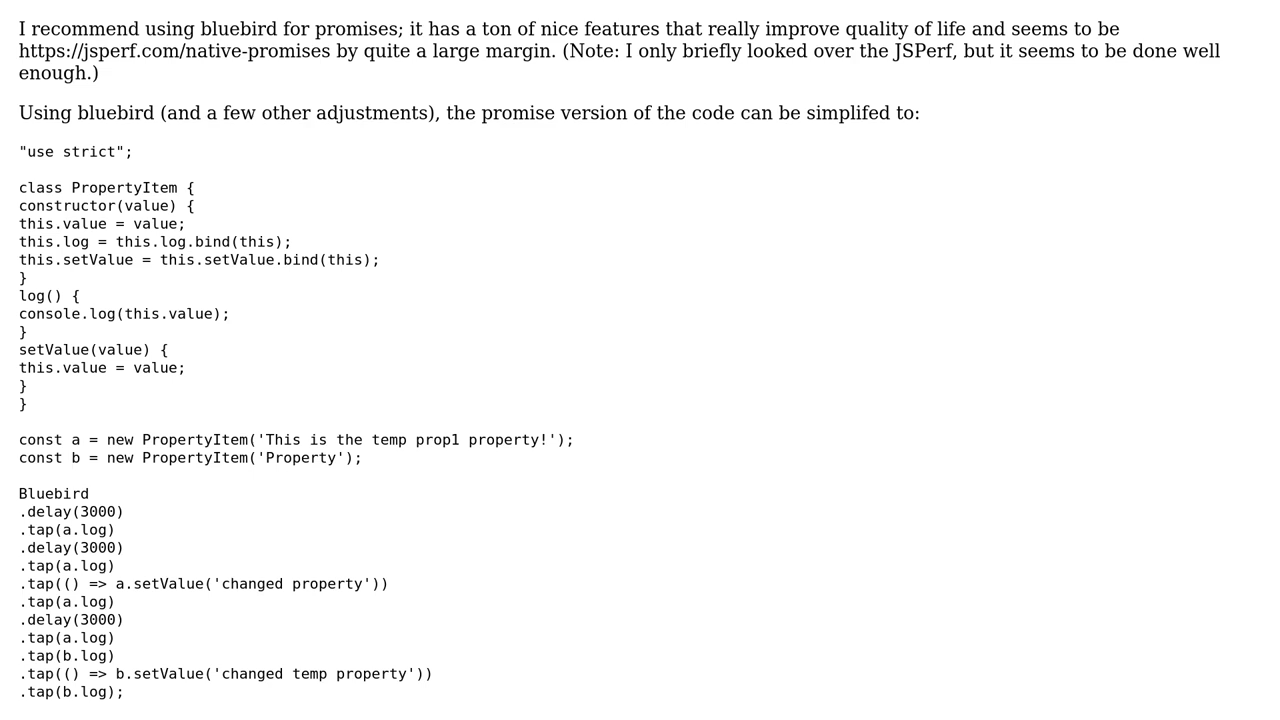 I recommend using bluebird for promises; it has a ton of nice features that really improve quality of life and seems to be
https://jsperf.com/native-promises by quite a large margin. (Note: I only briefly looked over the JSPerf, but it seems to be done well
enough.)
Using bluebird (and a few other adjustments), the promise version of the code can be simplifed to:
"use strict";
class PropertyItem {
constructor(value) {
this.value = value;
this.log = this.log.bind(this);
this.setValue = this.setValue.bind(this);
}
log() {
console.log(this.value);
}
setValue(value) {
this.value = value;
}
}
const a = new PropertyItem('This is the temp prop1 property!');
const b = new PropertyItem('Property');
Bluebird
.delay(3000)
.tap(a.log)
.delay(3000)
.tap(a.log)
.tap(() => a.setValue('changed property'))
.tap(a.log)
.delay(3000)
.tap(a.log)
.tap(b.log)
.tap(() => b.setValue('changed temp property'))
.tap(b.log);